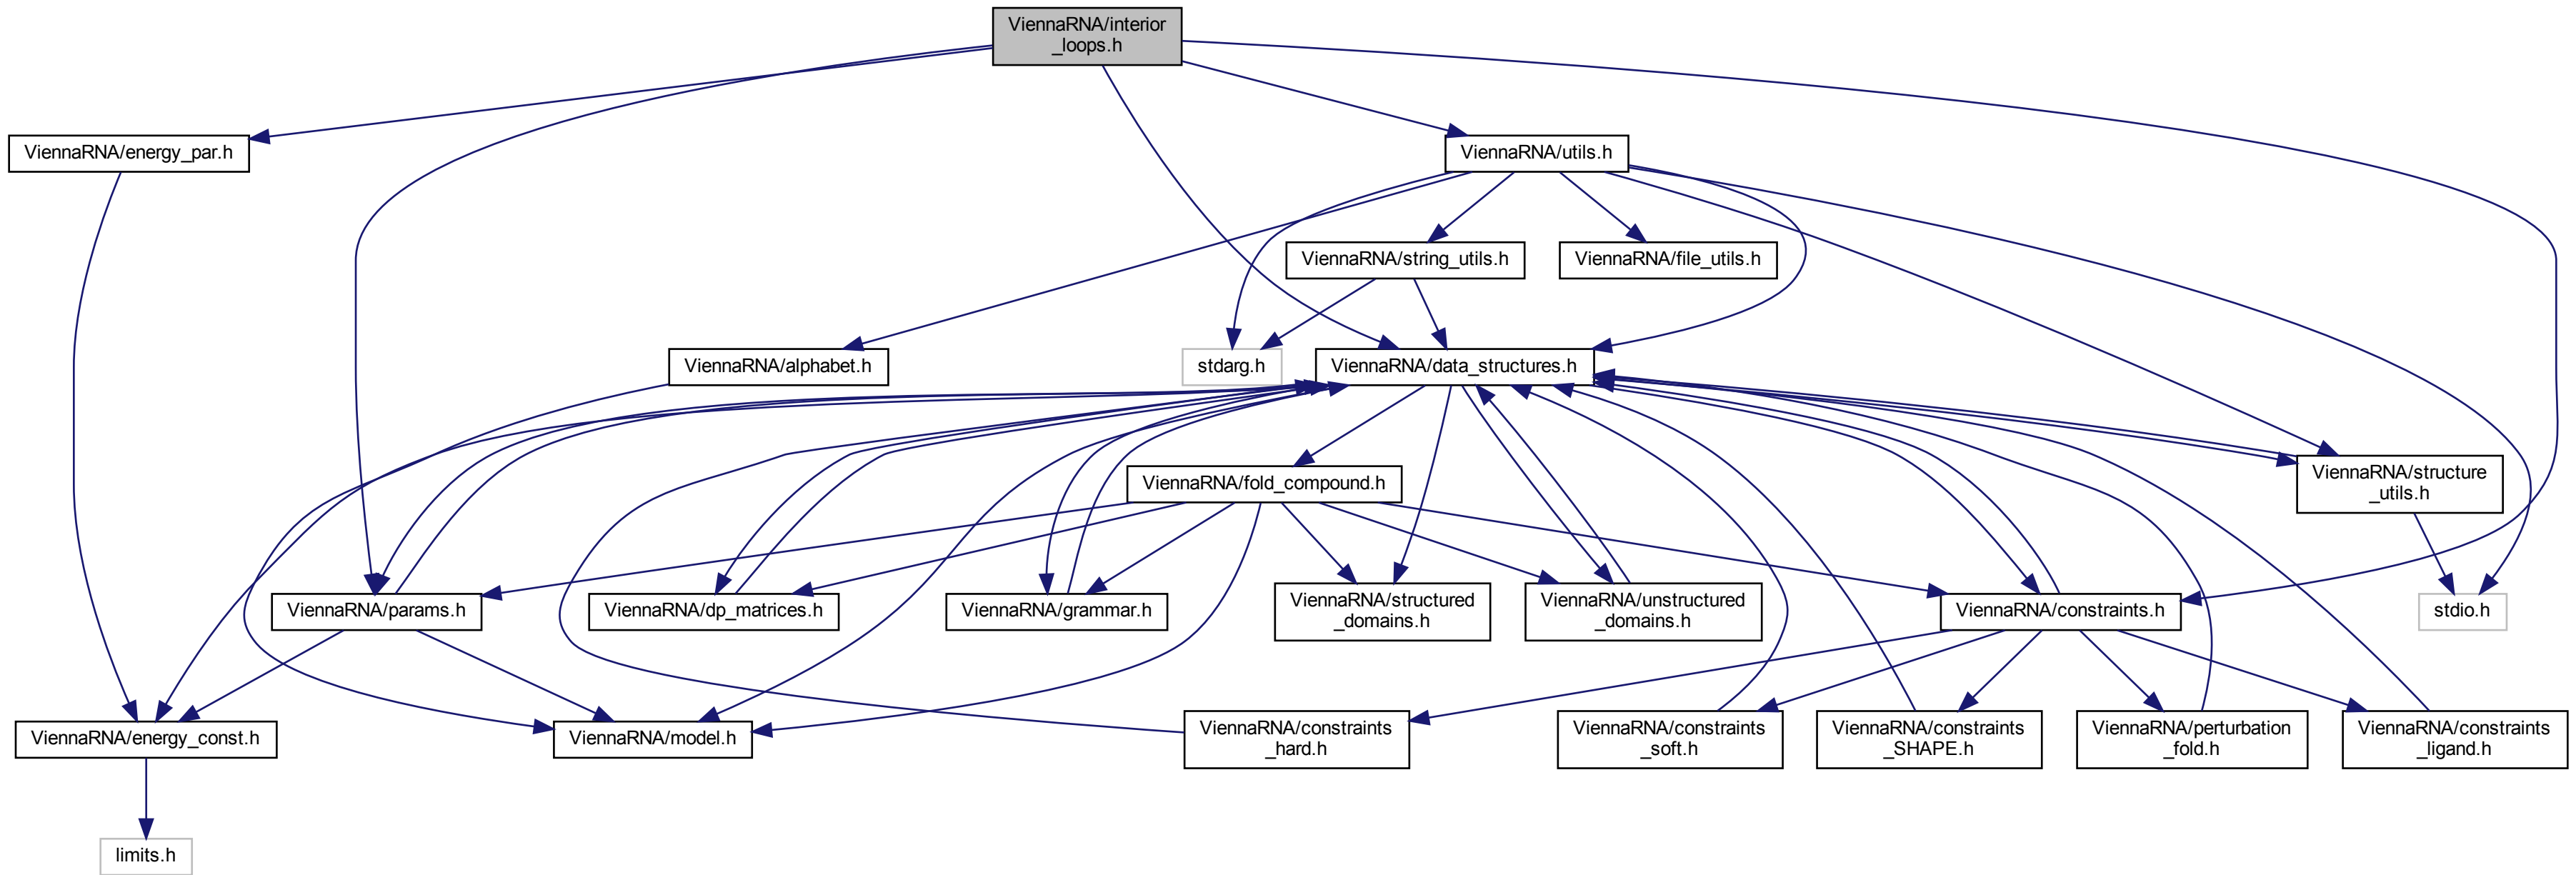 ViennaRNA/interior
_loops.h
ViennaRNA/energy_par.h
ViennaRNA/utils.h
ViennaRNA/string_utils.h
ViennaRNA/file_utils.h
ViennaRNA/alphabet.h
stdarg.h
ViennaRNA/data_structures.h
ViennaRNA/fold_compound.h
ViennaRNA/structure
_utils.h
ViennaRNA/params.h
ViennaRNA/dp_matrices.h
ViennaRNA/grammar.h
ViennaRNA/structured
_domains.h
ViennaRNA/unstructured
_domains.h
ViennaRNA/constraints.h
stdio.h
ViennaRNA/energy_const.h
ViennaRNA/model.h
ViennaRNA/constraints
_hard.h
ViennaRNA/constraints
_soft.h
ViennaRNA/constraints
_SHAPE.h
ViennaRNA/perturbation
_fold.h
ViennaRNA/constraints
_ligand.h
limits.h